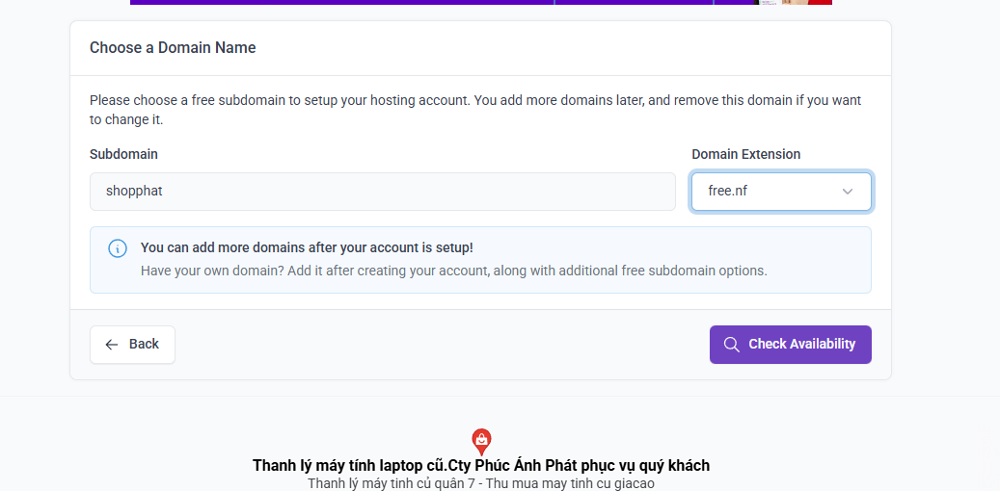 Choose a Domain Name
Please choose a free subdomain to setup your hosting account. You add more domains later, and remove this domain if you want
to change it.
Subdomain
Domain Extension
shopphat
free.nf
You can add more domains after your account is setup!
Have your own domain? Add it after creating your account, along with additional free subdomain options.
Back
Check Availability
Thanh lý máy tính laptop cũ.Cty Phúc Ánh Phát phục vụ quý khách
Thanh lý máy tinh củ quân 7 - Thu mua may tinh cu giacao